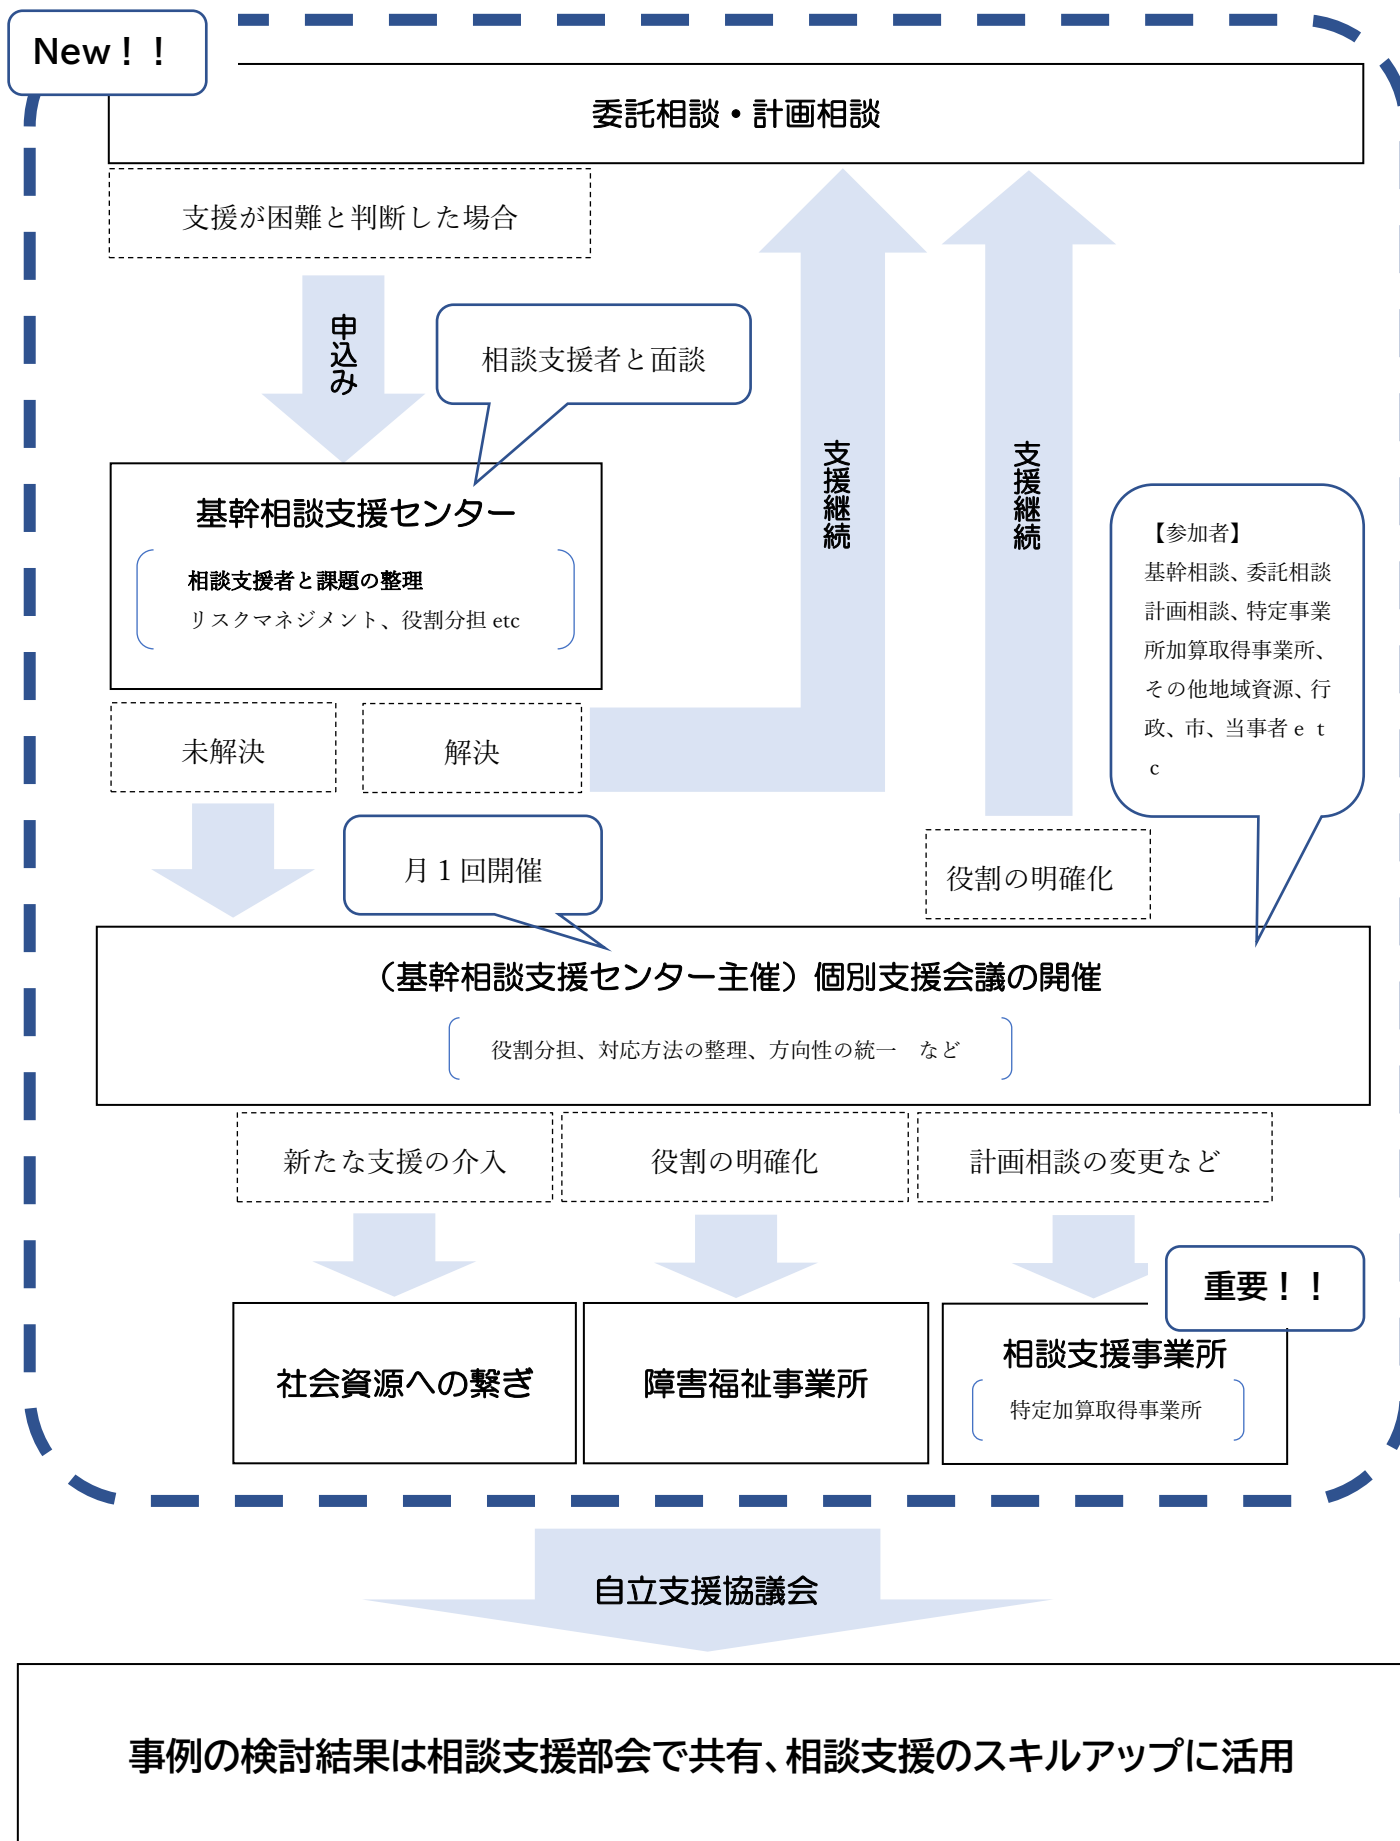 New！！
委託相談・計画相談
支援が困難と判断した場合
申込み
相談支援者と面談
支援継続
支援継続
基幹相談支援センター
相談支援者と課題の整理
リスクマネジメント、役割分担 etc
【参加者】
基幹相談、委託相談
計画相談、特定事業
所加算取得事業所、
その他地域資源、行
政、市、当事者ｅｔ
ｃ
未解決
解決
月１回開催
役割の明確化
（基幹相談支援センター主催）個別支援会議の開催
役割分担、対応方法の整理、方向性の統一　など
新たな支援の介入
役割の明確化
計画相談の変更など
重要！！
社会資源への繋ぎ
障害福祉事業所
相談支援事業所
特定加算取得事業所
自立支援協議会
事例の検討結果は相談支援部会で共有、相談支援のスキルアップに活用